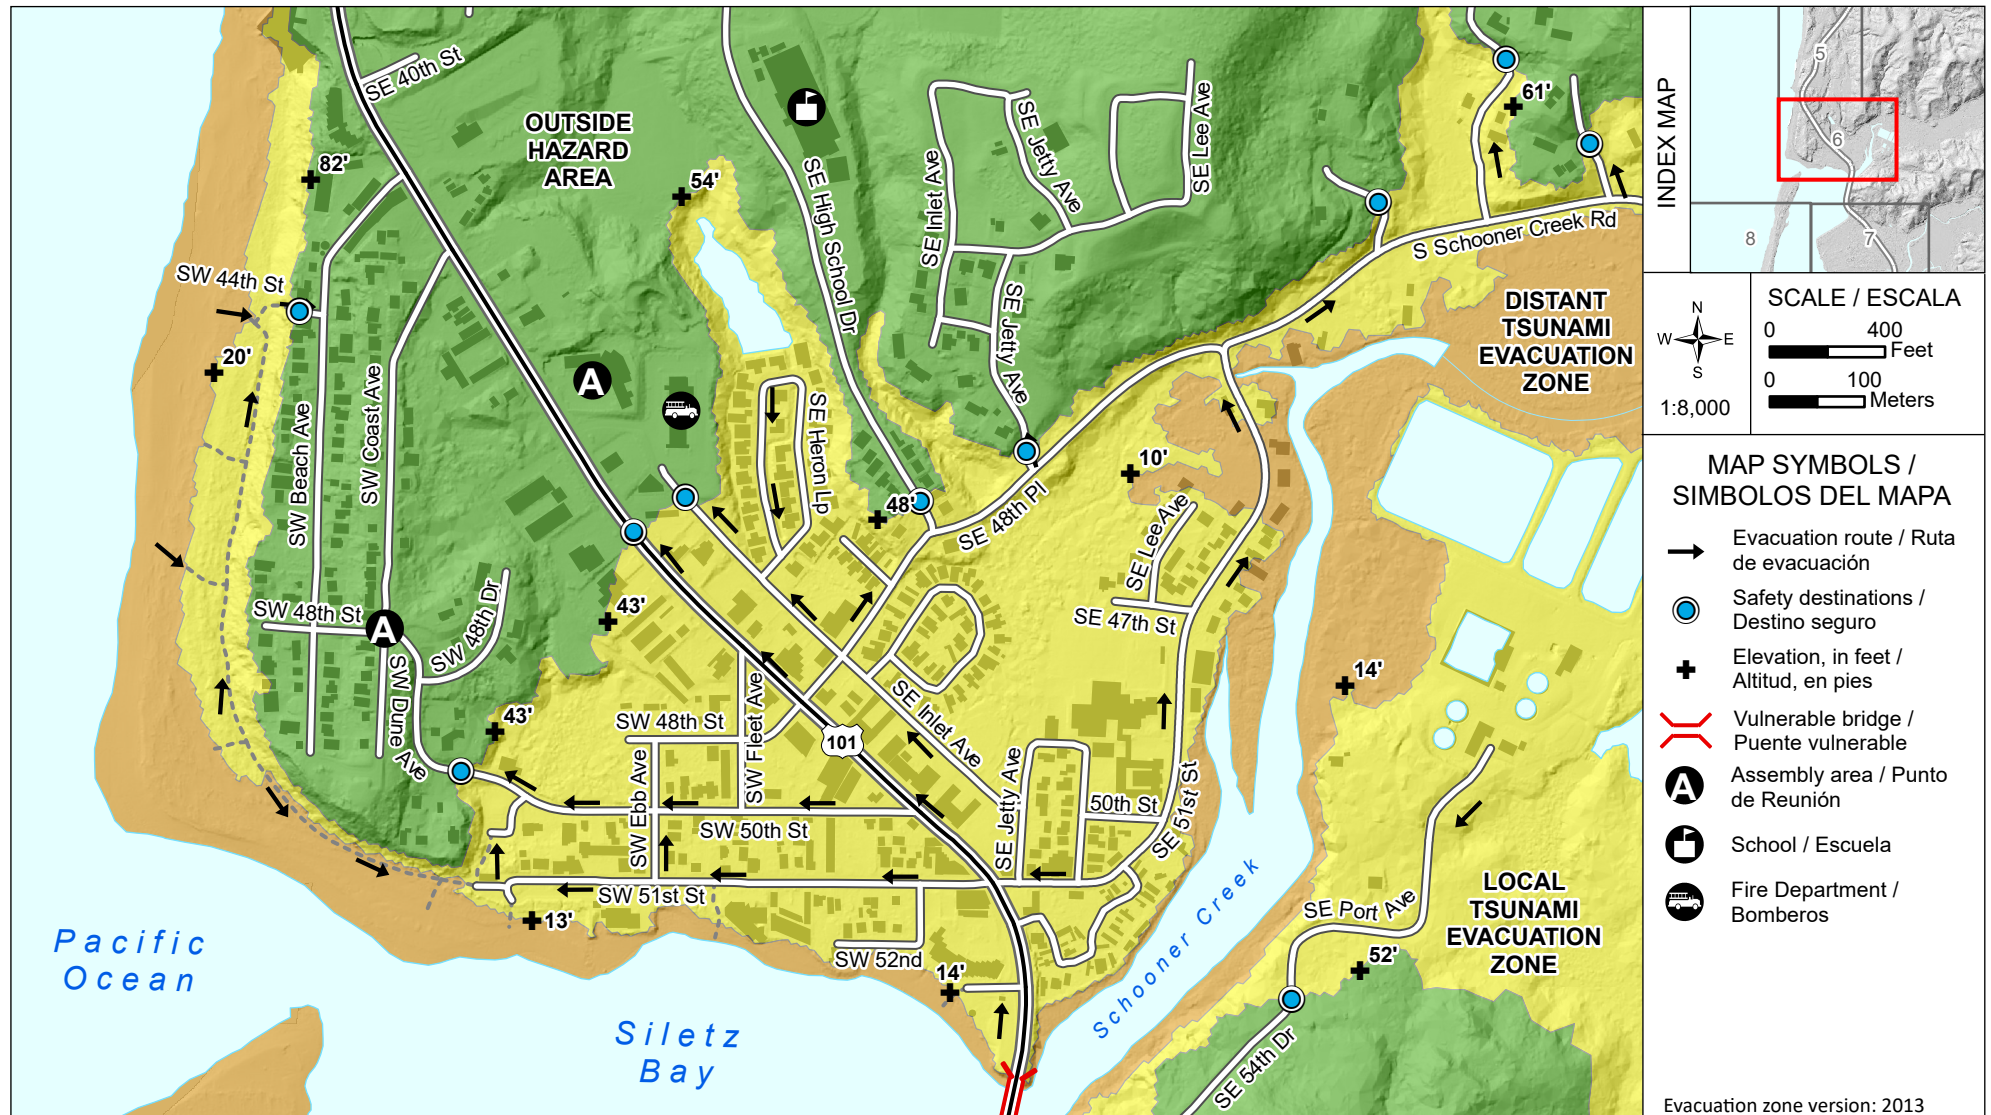 SE 40th St
OUTSIDE
HAZARD
AREA
82'
54'
61'
SE High School Dr
SE Inlet Ave
SE Jetty Ave
SE Lee Ave
S Schooner Creek Rd
SW 44th St
20'
SW Beach Ave
SW Coast Ave
A
SE Heron Lp
SE Jetty Ave
DISTANT
TSUNAMI
EVACUATION
ZONE
10'
48'
SE 48th Pl
SE Lee Ave
SE 47th St
SW 48th St
A
SW 48th Dr
43'
SW Dune Ave
43'
14'
SW 48th St
SW Fleet Ave
101
SE Inlet Ave
SW Ebb Ave
SW 50th St
SE Jetty Ave
50th St
SE 51st St
SW 51st St
13'
SW 52nd
14'
SE Port Ave
52'
LOCAL
TSUNAMI
EVACUATION
ZONE
SE 54th Dr
Schooner Creek
Pacific
Ocean
Siletz
Bay
INDEX MAP
5
6
7
8
N
W
E
S
1:8,000
SCALE / ESCALA
0 400
Feet
0 100
Meters
MAP SYMBOLS /
SIMBOLOS DEL MAPA
Evacuation route / Ruta
de evacuación
Safety destinations /
Destino seguro
Elevation, in feet /
Altitud, en pies
Vulnerable bridge /
Puente vulnerable
A
Assembly area / Punto
de Reunión
School / Escuela
Fire Department /
Bomberos
Evacuation zone version: 2013